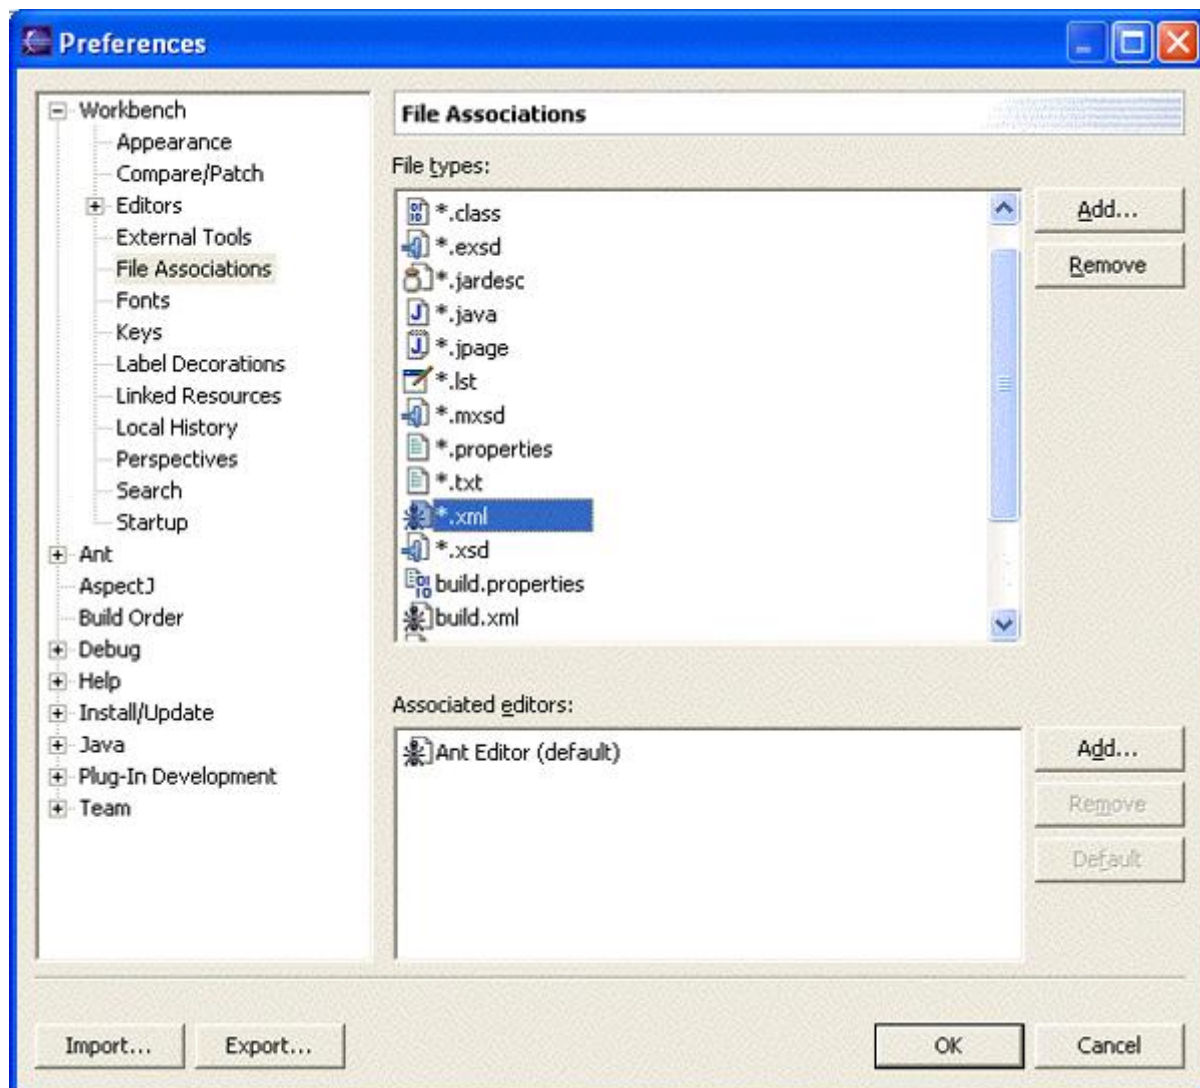 Preferences
Workbench
Appearance
Compare/Patch
Editors
External Tools
File Associations
Fonts
Keys
Label Decorations
Linked Resources
Local History
Perspectives
Search
Startup
Ant
AspectJ
Build Order
Debug
Help
Install/Update
Java
Plug-In Development
Team
File Associations
File types:
*.class
*.exsd
*.jardesc
*.java
*.jpage
*.lst
*.mxsd
*.properties
*.txt
*.xml
*.xsd
build.properties
build.xml
Add...
Remove
Associated editors:
Ant Editor (default)
Add...
Remove
Default
Import...
Export...
OK
Cancel